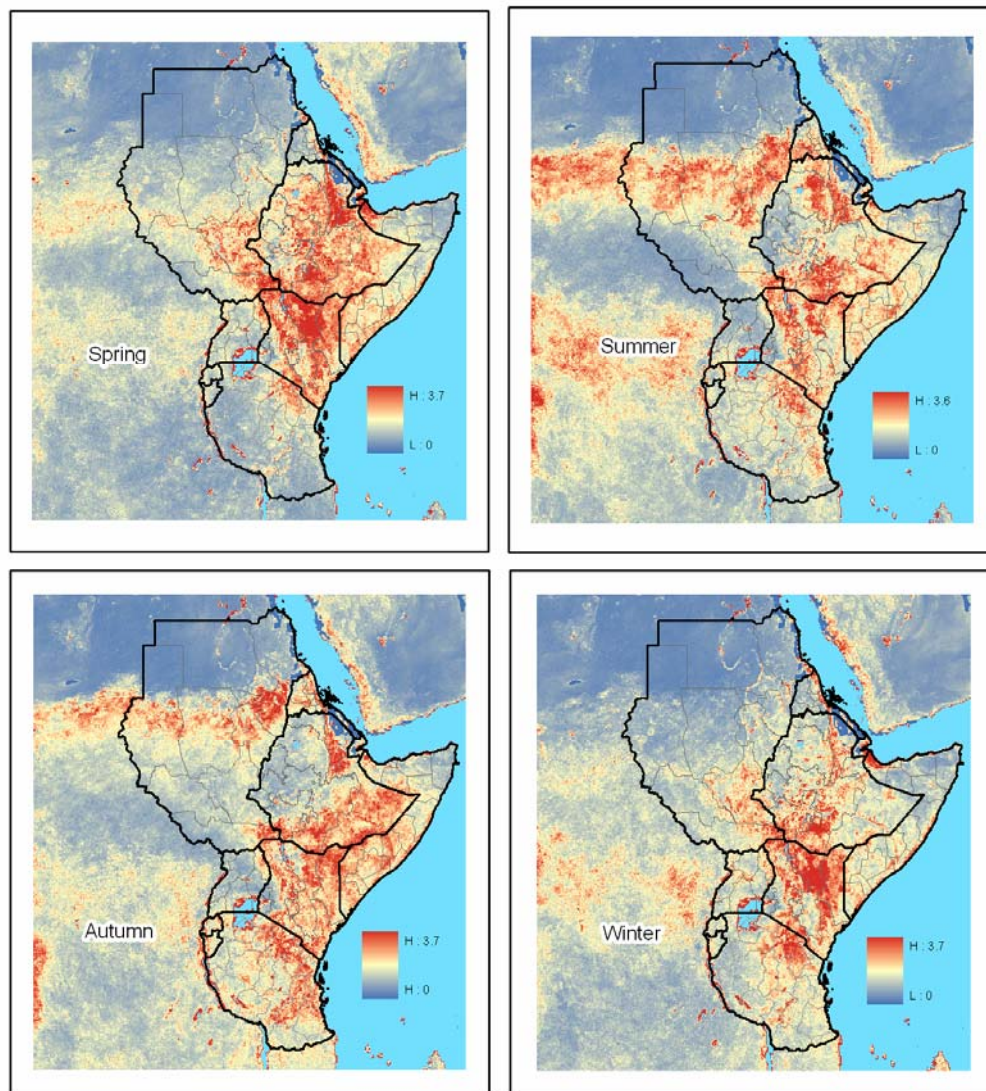 Spring
H : 3.7
L : 0
Summer
H : 3.6
L : 0
Autumn
H : 3.7
H : 0
Winter
H : 3.7
L : 0